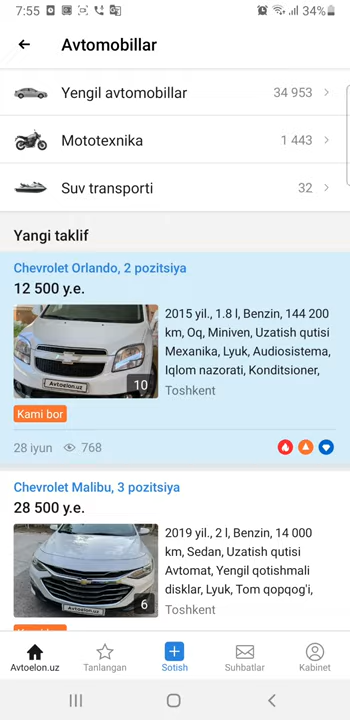 7:55
34%
Avtomobillar
Yengil avtomobillar 34 953
Mototexnika 1 443
Suv transporti 32
Yangi taklif
Chevrolet Orlando, 2 pozitsiya
12 500 y.e.
2015 yil., 1.8 l, Benzin, 144 200
km, Oq, Miniven, Uzatish qutisi
Mexanika, Lyuk, Audiosistema,
Iqlom nazorati, Konditsioner,
Toshkent
Avtoelon.uz
10
Kami bor
28 iyun 768
Chevrolet Malibu, 3 pozitsiya
28 500 y.e.
2019 yil., 2 l, Benzin, 14 000
km, Sedan, Uzatish qutisi
Avtomat, Yengil qotishmali
disklar, Lyuk, Tom qopqog'i,
Toshkent
Avtoelon.uz
6
Avtoelon.uz
Tanlangan
Sotish
Suhbatlar
Kabinet